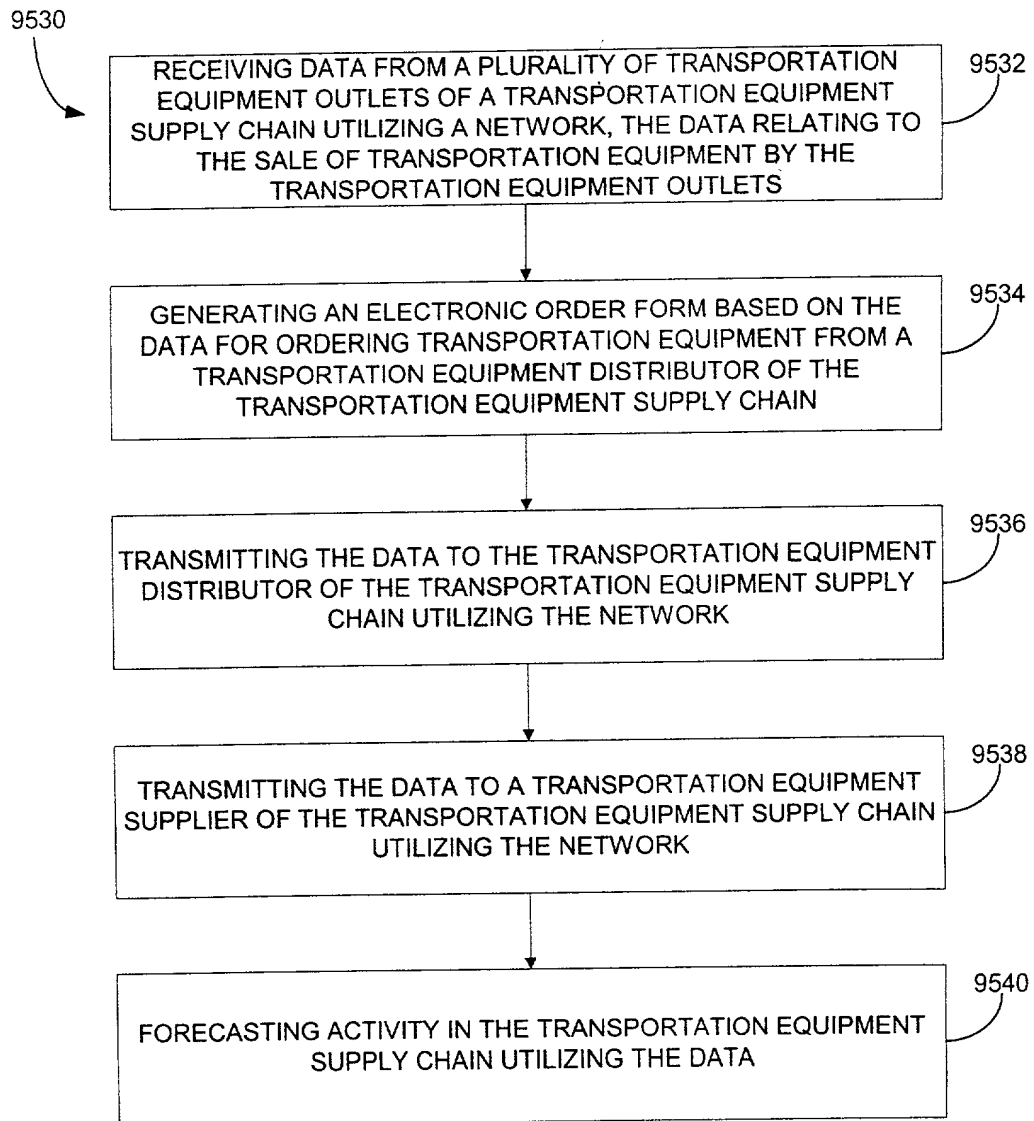 9530
RECEIVING DATA FROM A PLURALITY OF TRANSPORTATION
EQUIPMENT OUTLETS OF A TRANSPORTATION EQUIPMENT
SUPPLY CHAIN UTILIZING A NETWORK, THE DATA RELATING TO
THE SALE OF TRANSPORTATION EQUIPMENT BY THE
TRANSPORTATION EQUIPMENT OUTLETS
9532
GENERATING AN ELECTRONIC ORDER FORM BASED ON THE
DATA FOR ORDERING TRANSPORTATION EQUIPMENT FROM A
TRANSPORTATION EQUIPMENT DISTRIBUTOR OF THE
TRANSPORTATION EQUIPMENT SUPPLY CHAIN
9534
TRANSMITTING THE DATA TO THE TRANSPORTATION EQUIPMENT
DISTRIBUTOR OF THE TRANSPORTATION EQUIPMENT SUPPLY
CHAIN UTILIZING THE NETWORK
9536
TRANSMITTING THE DATA TO A TRANSPORTATION EQUIPMENT
SUPPLIER OF THE TRANSPORTATION EQUIPMENT SUPPLY CHAIN
UTILIZING THE NETWORK
9538
FORECASTING ACTIVITY IN THE TRANSPORTATION EQUIPMENT
SUPPLY CHAIN UTILIZING THE DATA
9540